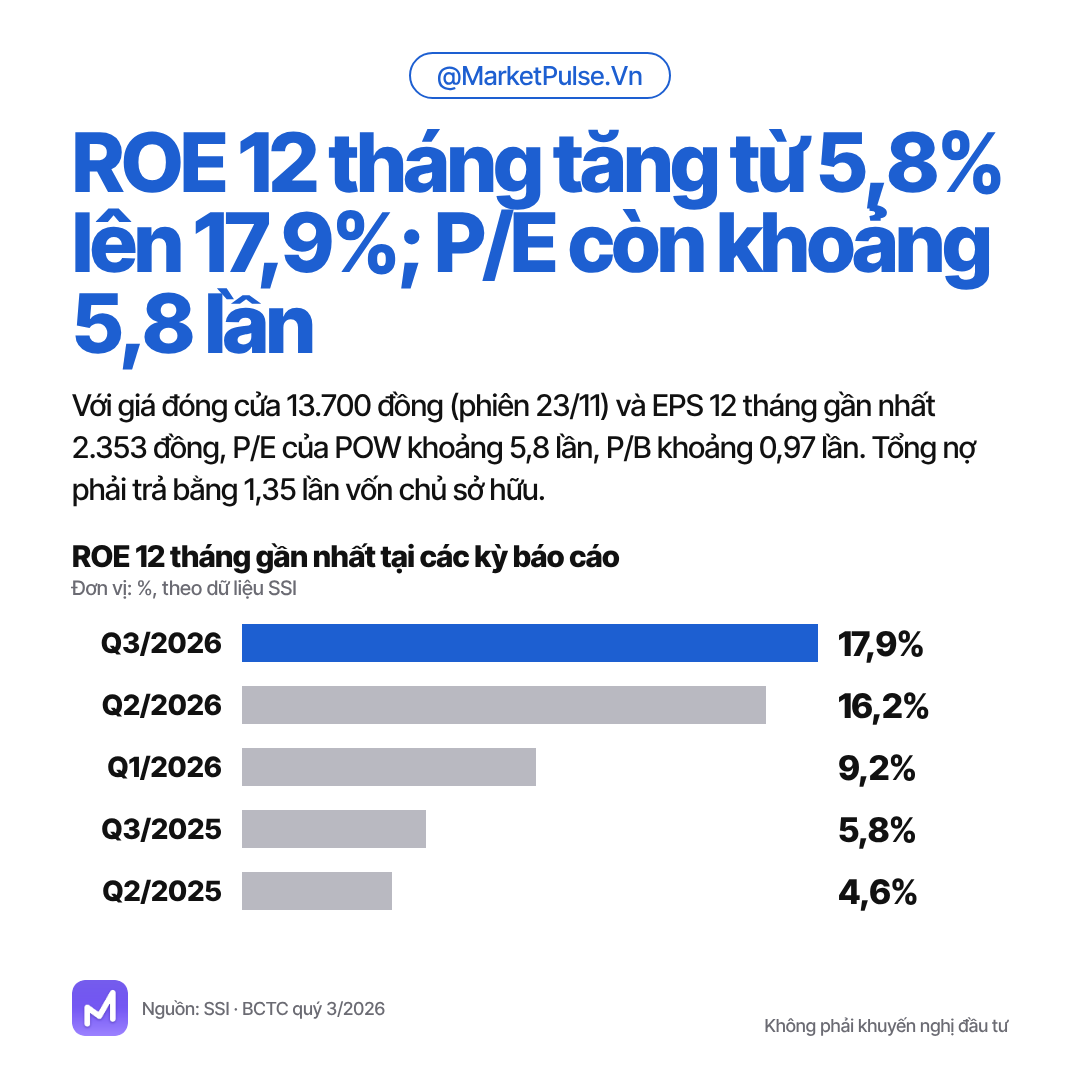 @MarketPulse.Vn
ROE 12 tháng tăng từ 5,8%
lên 17,9%; P/E còn khoảng
5,8 lần
Với giá đóng cửa 13.700 đồng (phiên 23/11) và EPS 12 tháng gần nhất
2.353 đồng, P/E của POW khoảng 5,8 lần, P/B khoảng 0,97 lần. Tổng nợ
phải trả bằng 1,35 lần vốn chủ sở hữu.
ROE 12 tháng gần nhất tại các kỳ báo cáo
Đơn vị: %, theo dữ liệu SSI
Q3/2026 17,9%
Q2/2026 16,2%
Q1/2026 9,2%
Q3/2025 5,8%
Q2/2025 4,6%
Nguồn: SSI · BCTC quý 3/2026
Không phải khuyến nghị đầu tư